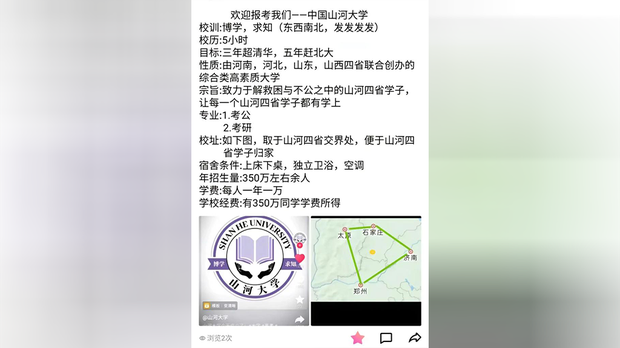 欢迎报考我们——中国山河大学
校训:博学，求知（东西南北，发发发发）
校历:5小时
目标:三年超清华，五年赶北大
性质:由河南，河北，山东，山西四省联合创办的
综合类高素质大学
宗旨:致力于解救困与不公之中的山河四省学子，
让每一个山河四省学子都有学上
专业:1.考公
2.考研
校址:如下图，取于山河四省交界处，便于山河四
省学子归家
宿舍条件:上床下桌，独立卫浴，空调
年招生量:350万左右余人
学费:每人一年一万
学校经费:有350万同学学费所得
SHAN HE UNIVERSITY
博学
求知
山河大学
@山河大学
太原
石家庄
济南
郑州
浏览2次